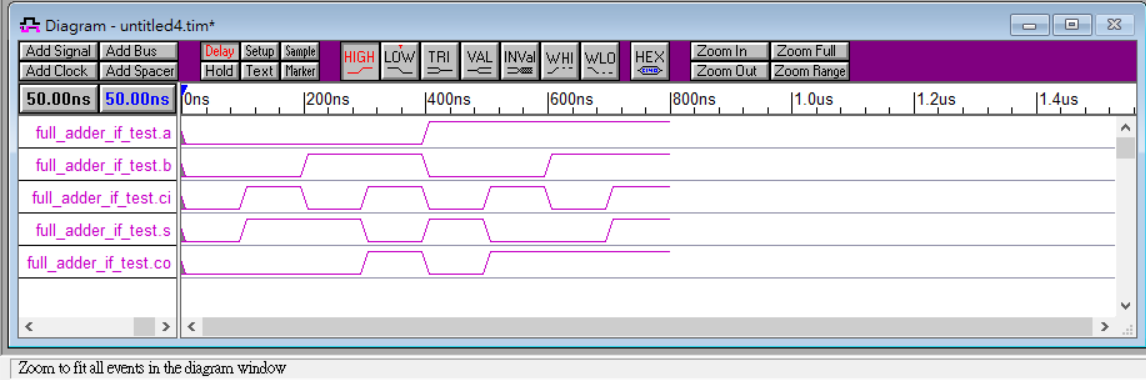 Diagram - untitled4.tim*
Add Signal Add Bus Delay Setup Sample HIGH LOW TRI VAL INVal WHI WLO HEX Zoom In Zoom Full
Add Clock Add Spacer Hold Text Marker Zoom Out Zoom Range
50.00ns 50.00ns 0ns 200ns 400ns 600ns 800ns 1.0us 1.2us 1.4us
full_adder_if_test.a
full_adder_if_test.b
full_adder_if_test.ci
full_adder_if_test.s
full_adder_if_test.co
Zoom to fit all events in the diagram window